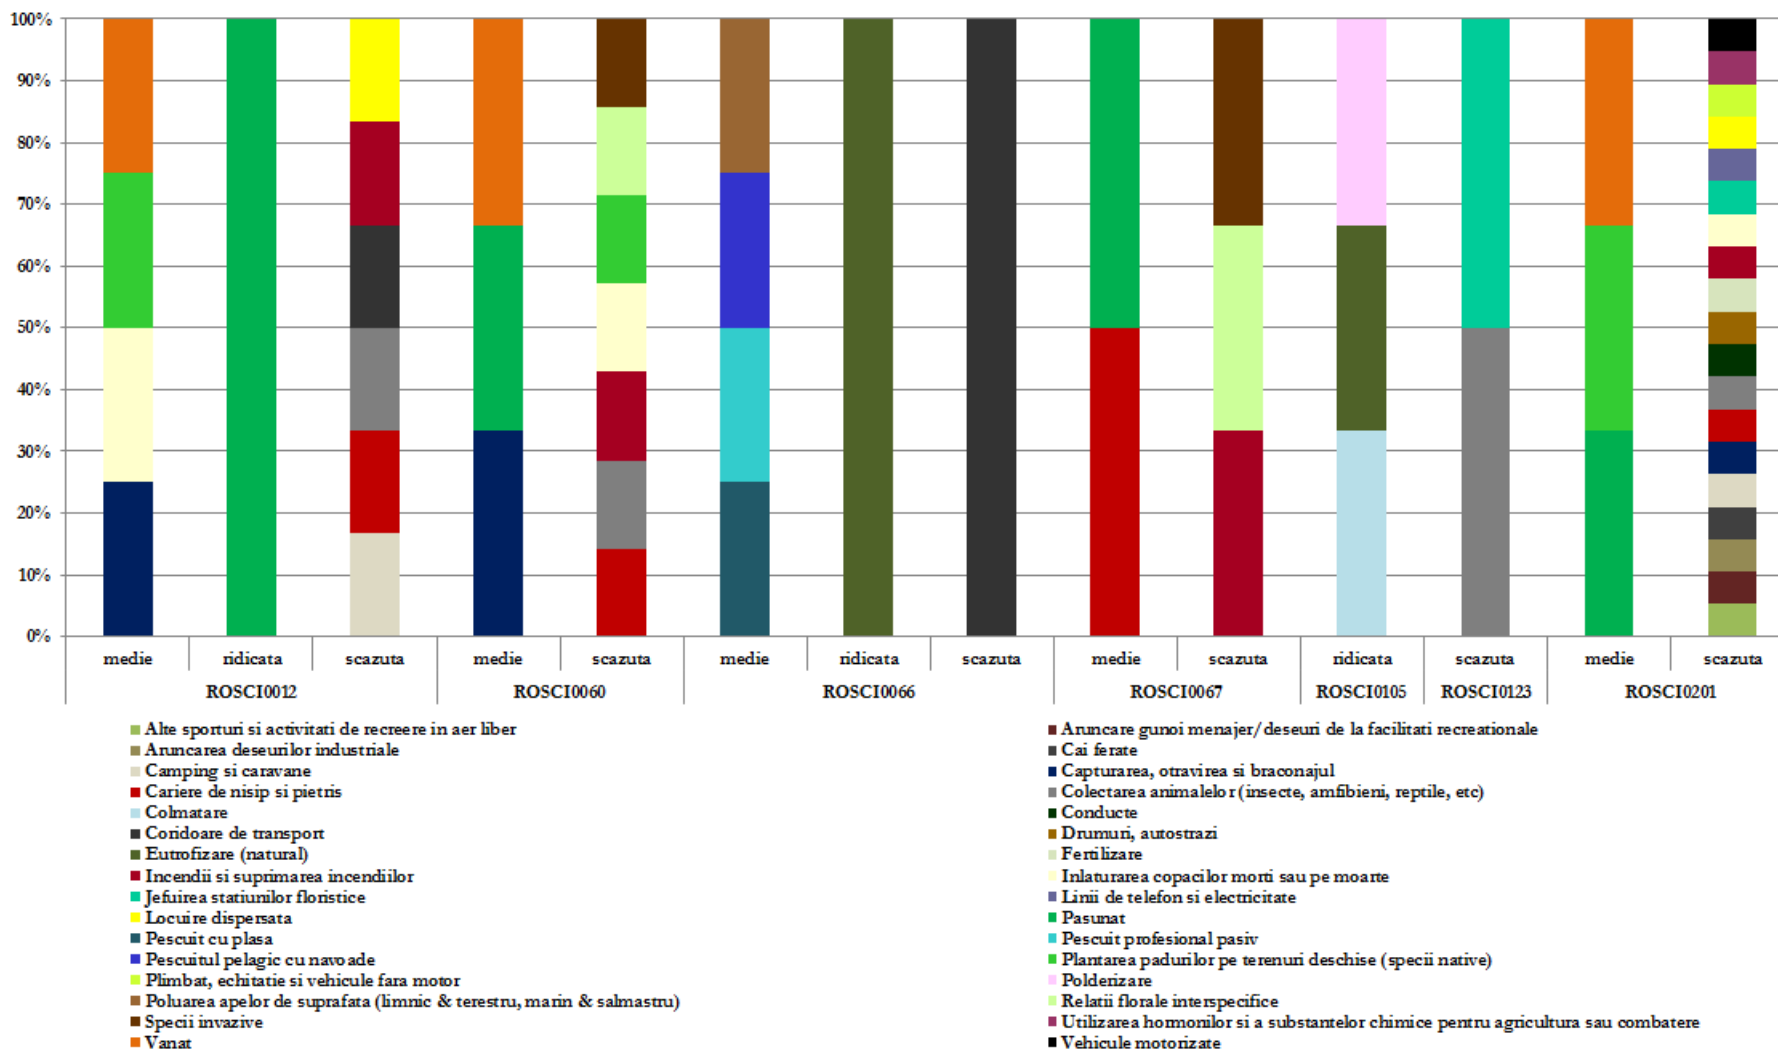 100%
90%
80%
70%
60%
50%
40%
30%
20%
10%
0%
medie ridicata scazuta medie scazuta medie ridicata scazuta medie scazuta ridicata scazuta medie scazuta
ROSCI0012 ROSCI0060 ROSCI0066 ROSCI0067 ROSCI0105 ROSCI0123 ROSCI0201
Alte sporturi si activitati de recreere in aer liber Aruncare gunoi menajer/deseuri de la facilitati recreationale
Aruncarea deseurilor industriale Cai ferate
Camping si caravane Capturarea, otravirea si braconajul
Cariere de nisip si pietris Colectarea animalelor (insecte, amfibieni, reptile, etc)
Colmatare Conducte
Coridoare de transport Drumuri, autostrazi
Eutrofizare (natural) Fertilizare
Incendii si suprimarea incendiilor Inlaturarea copacilor morti sau pe moarte
Jefuirea statiunilor floristice Linii de telefon si electricitate
Locuire dispersata Pasunat
Pescuit cu plasa Pescuit profesional pasiv
Pescuitul pelagic cu navoade Plantarea padurilor pe terenuri deschise (specii native)
Plimbat, echitatie si vehicule fara motor Polderizare
Poluarea apelor de suprafata (limnic & terestru, marin & salmastru) Relatii florale interspecifice
Specii invazive Utilizarea hormonilor si a substantelor chimice pentru agricultura sau combatere
Vanat Vehicule motorizate